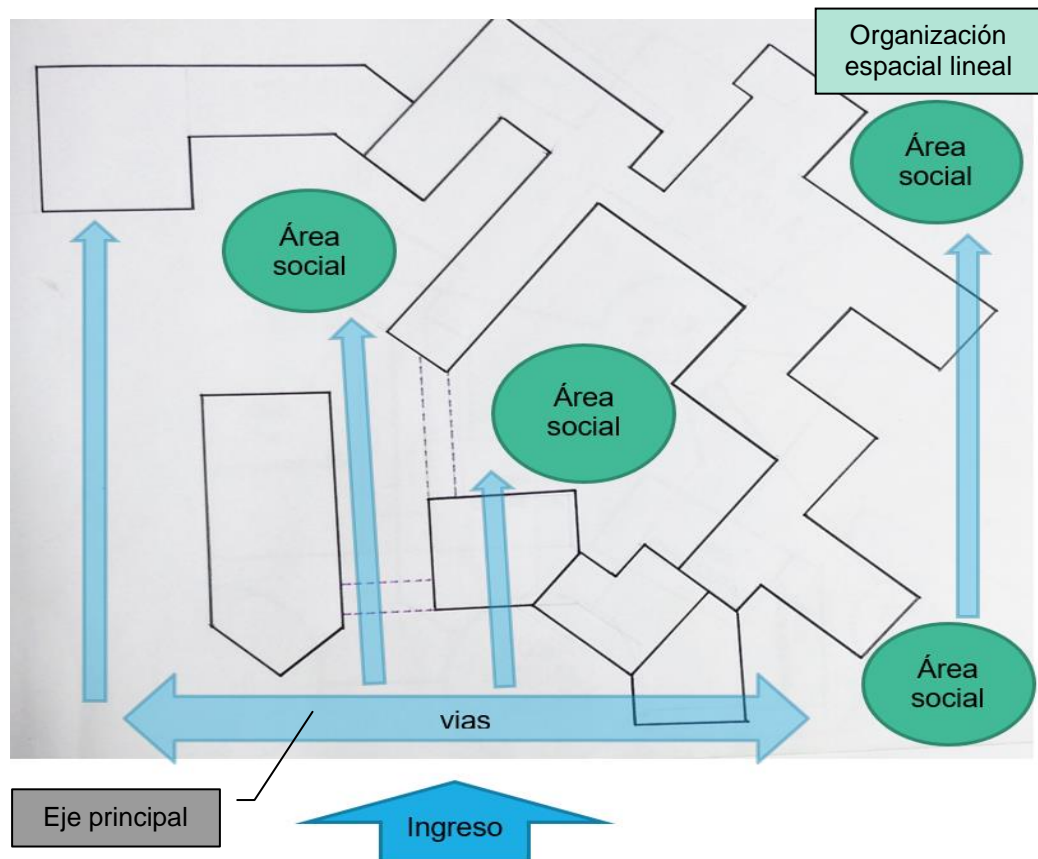 Organización
espacial lineal
Área
social
Área
social
Área
social
Área
social
vias
Eje principal
Ingreso